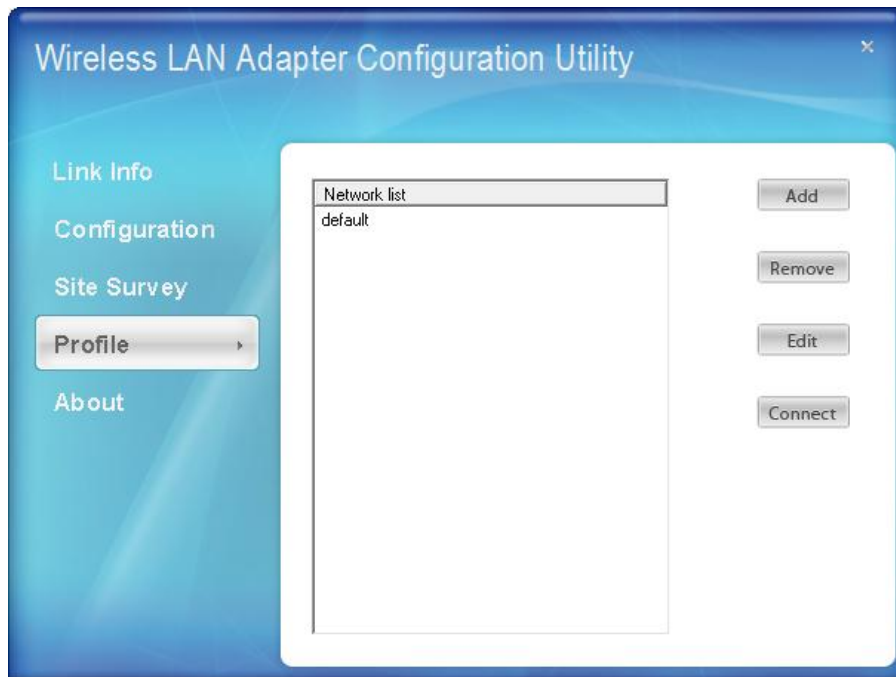 Wireless LAN Adapter Configuration Utility
Link Info
Configuration
Site Survey
Profile
About
Network list
default
Add
Remove
Edit
Connect